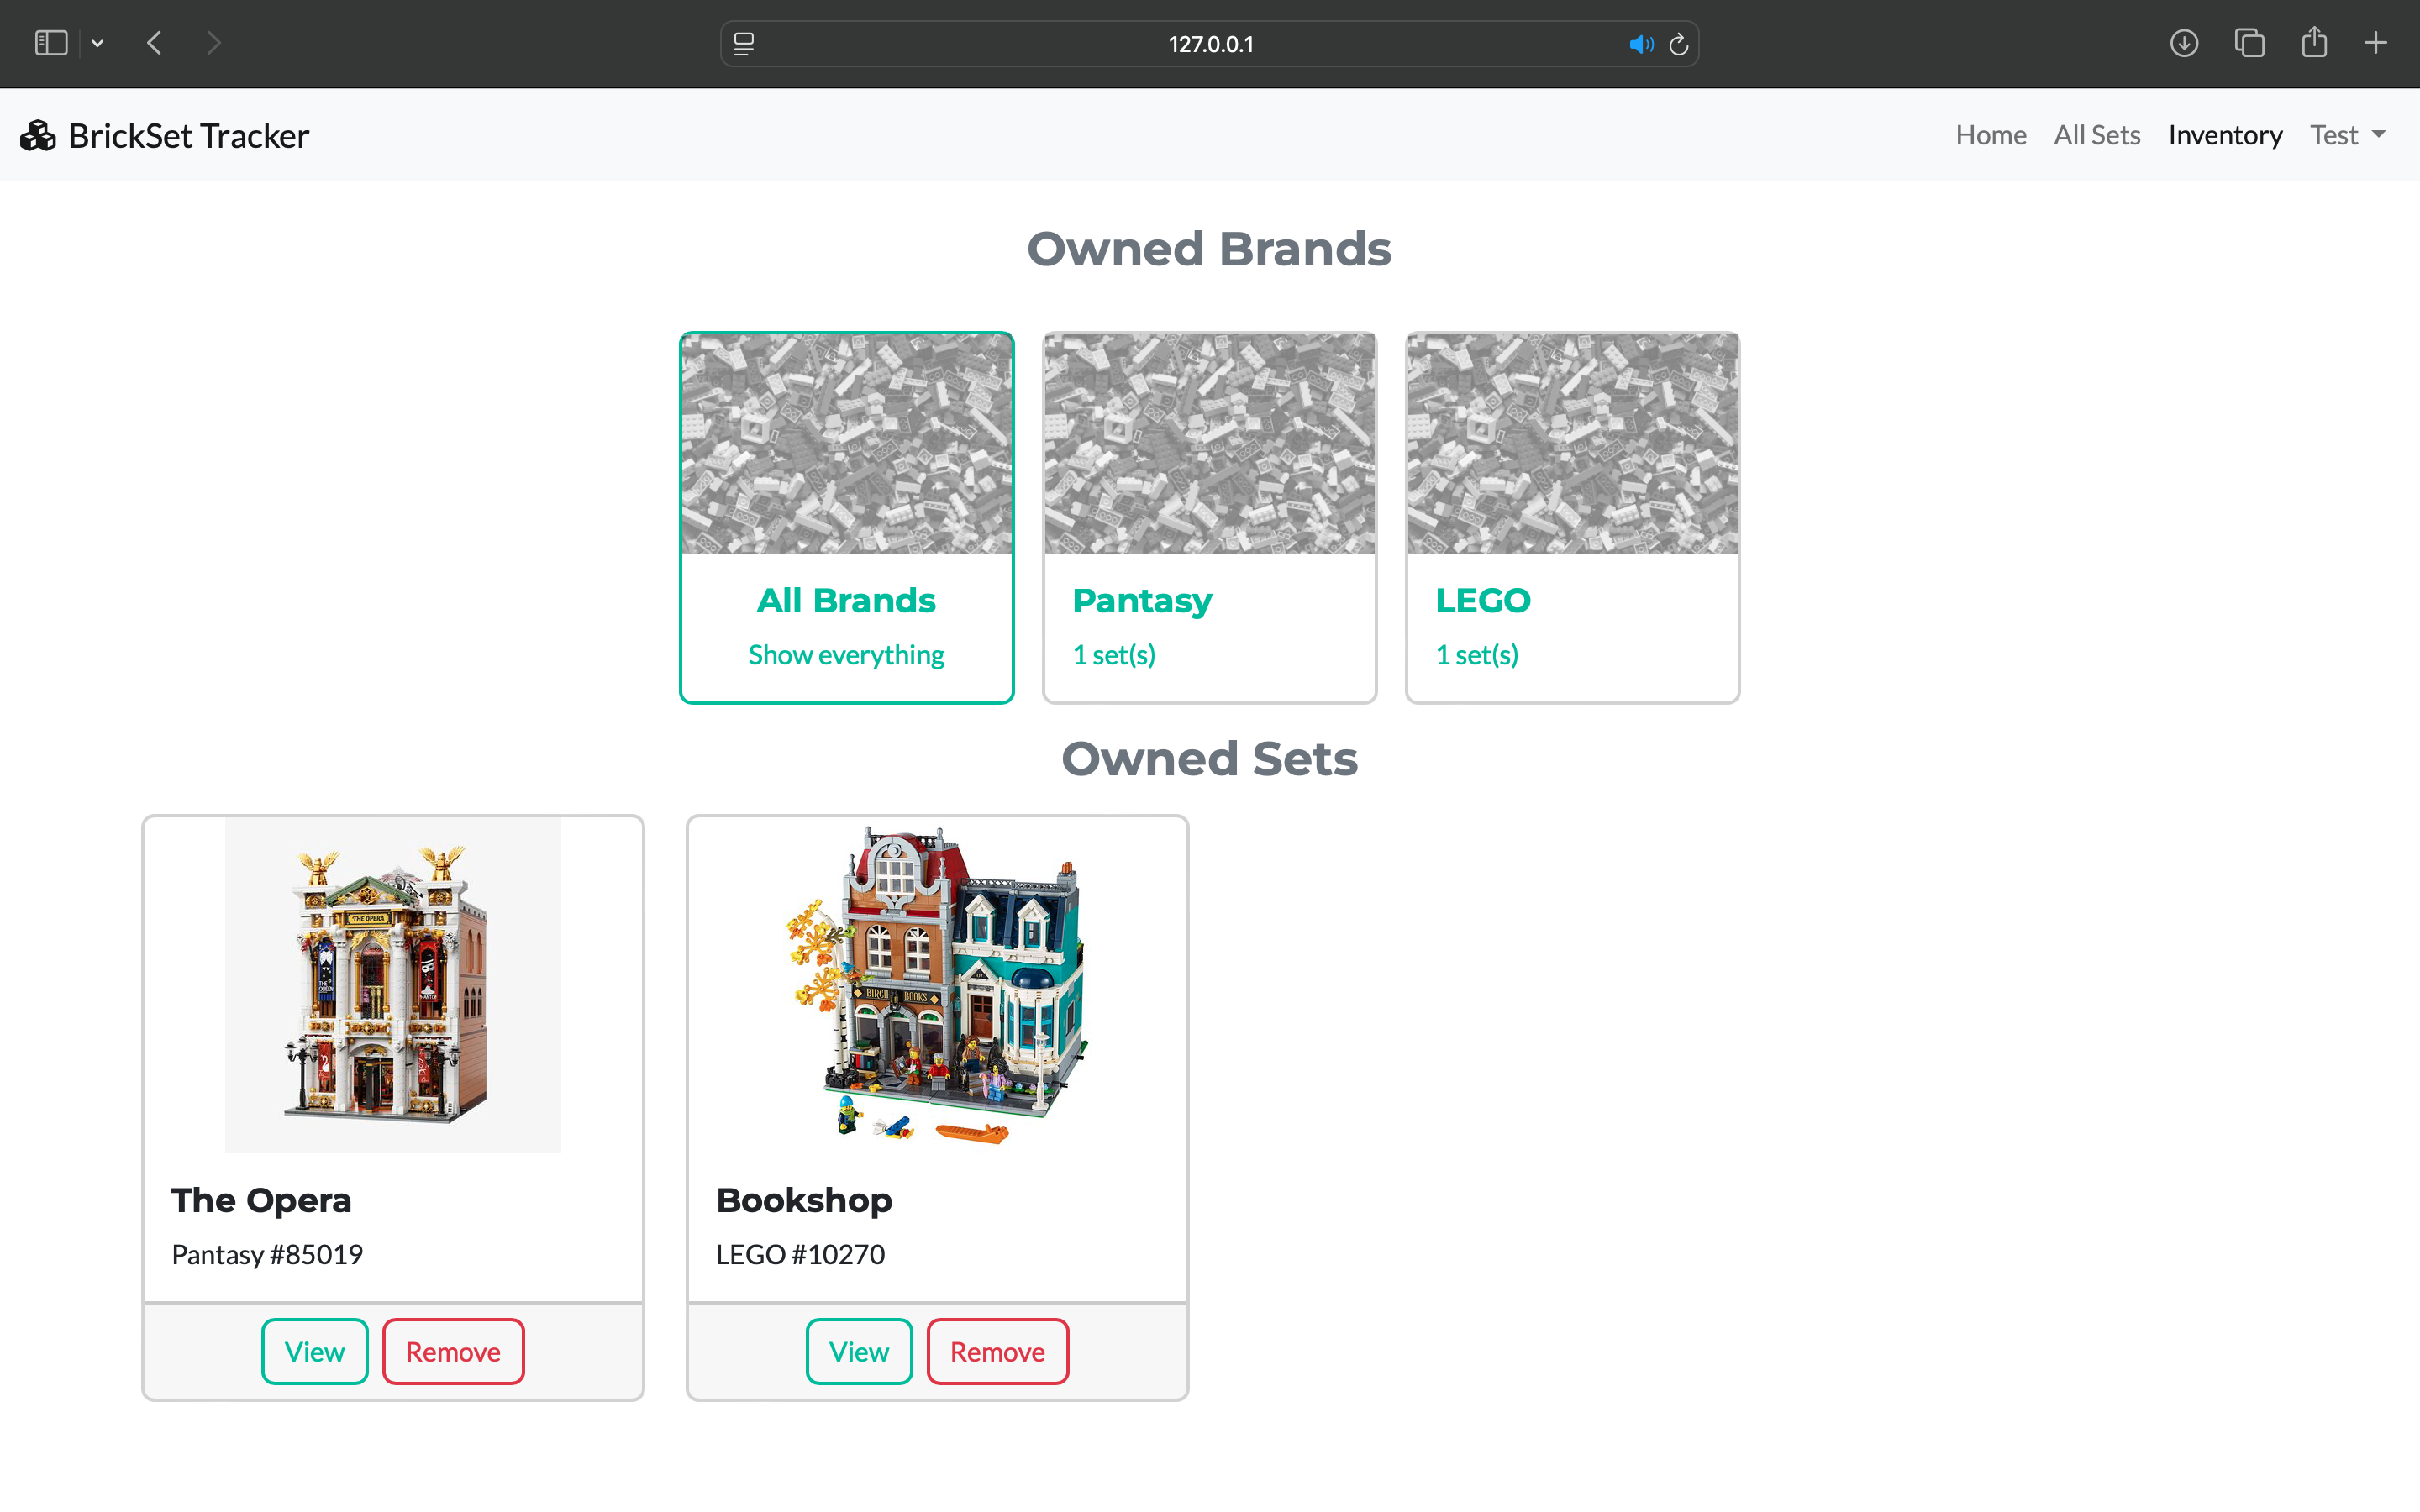 127.0.0.1
BrickSet Tracker
Home All Sets Inventory Test
Owned Brands
All Brands
Show everything
Pantasy
1 set(s)
LEGO
1 set(s)
Owned Sets
THE OPERA
THE QUEEN
BIRCH BOOKS
The Opera
Pantasy #85019
View Remove
Bookshop
LEGO #10270
View Remove